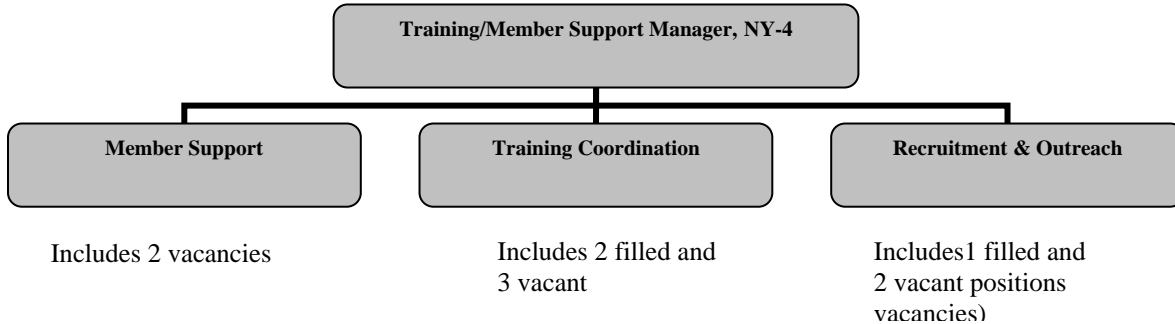 Training/Member Support Manager, NY-4
Member Support
Training Coordination
Recruitment & Outreach
Includes 2 vacancies
Includes 2 filled and
3 vacant
Includes1 filled and
2 vacant positions
vacancies)